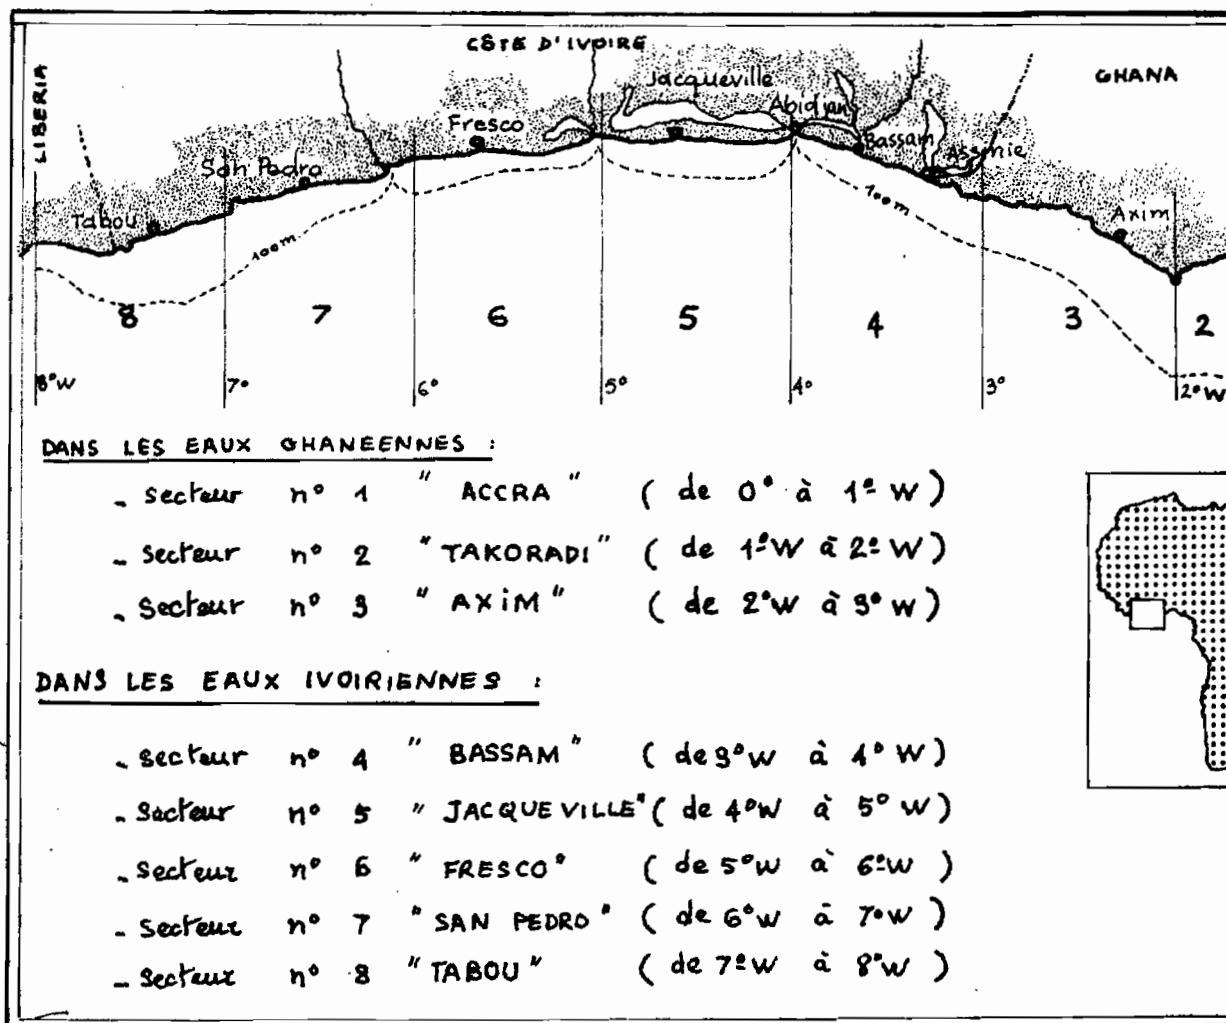 CÔTE D'IVOIRE
LIBERIA
GHANA
Jacqueville
Abidjan
Fresco
Bassam
Assinie
San Pedro
Tabou
Axim
100m
100m
8
7
6
5
4
3
2
8°W
7°
6°
5°
4°
3°
2°W
DANS LES EAUX GHANEENNES :
- secteur n° 1 " ACCRA " ( de 0° à 1° W )
- secteur n° 2 " TAKORADI " ( de 1°W à 2° W )
- secteur n° 3 " AXIM " ( de 2°W à 3° W )
DANS LES EAUX IVOIRIENNES :
- secteur n° 4 " BASSAM " ( de 3°W à 4° W )
- secteur n° 5 " JACQUEVILLE " ( de 4°W à 5° W )
- secteur n° 6 " FRESCO " ( de 5°W à 6°W )
- secteur n° 7 " SAN PEDRO " ( de 6°W à 7°W )
- secteur n° 8 " TABOU " ( de 7°W à 8°W )